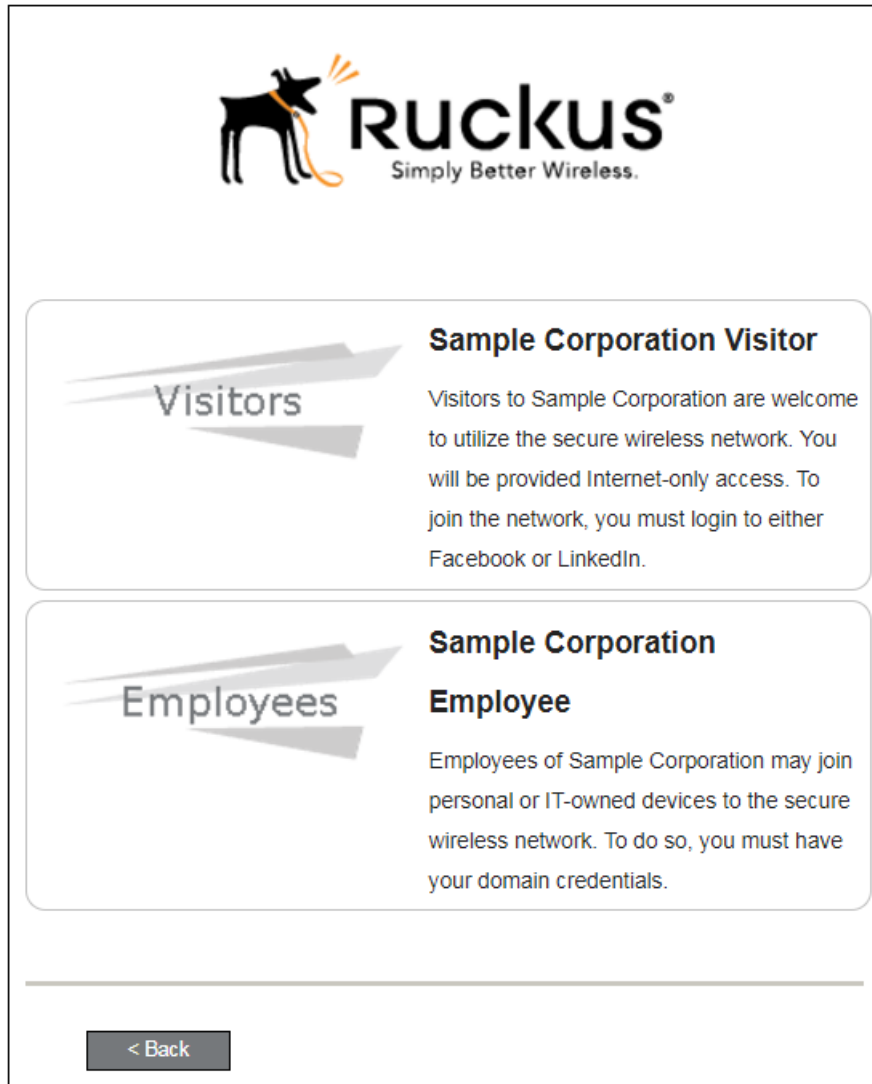 Ruckus®
Simply Better Wireless.
Visitors
Sample Corporation Visitor
Visitors to Sample Corporation are welcome
to utilize the secure wireless network. You
will be provided Internet-only access. To
join the network, you must login to either
Facebook or LinkedIn.
Employees
Sample Corporation
Employee
Employees of Sample Corporation may join
personal or IT-owned devices to the secure
wireless network. To do so, you must have
your domain credentials.
< Back